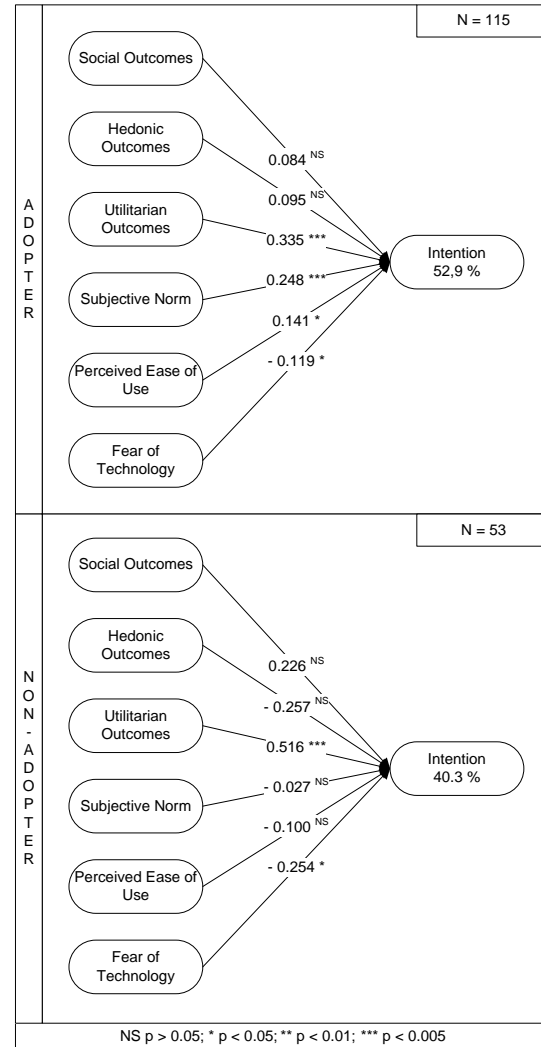 N = 115
ADOPTER
Social Outcomes
Hedonic
Outcomes
Utilitarian
Outcomes
Subjective Norm
Perceived Ease of
Use
Fear of
Technology
0.084 NS
0.095 NS
0.335 ***
0.248 ***
0.141 *
- 0.119 *
Intention
52,9 %
N = 53
NON-ADOPTER
Social Outcomes
Hedonic
Outcomes
Utilitarian
Outcomes
Subjective Norm
Perceived Ease of
Use
Fear of
Technology
0.226 NS
- 0.257 NS
0.516 ***
- 0.027 NS
- 0.100 NS
- 0.254 *
Intention
40.3 %
NS p > 0.05; * p < 0.05; ** p < 0.01; *** p < 0.005